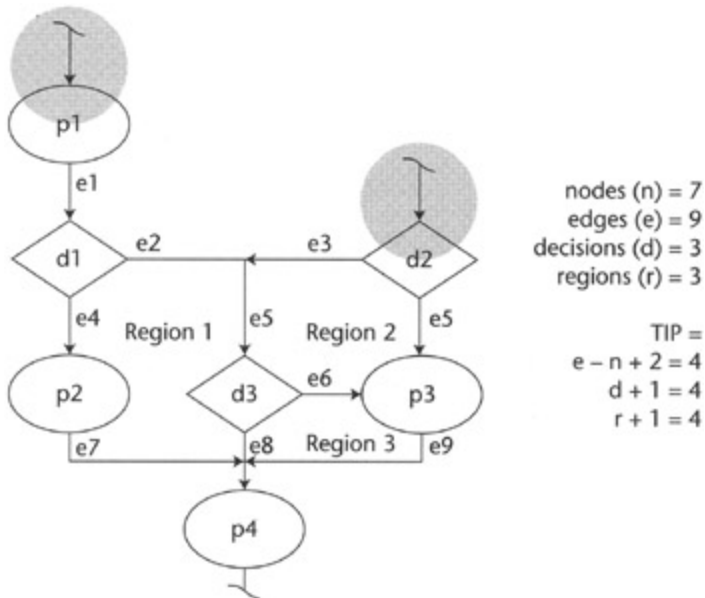 p1
e1
d1
e2
e3
d2
e4
Region 1
e5
Region 2
e5
p2
d3
e6
p3
e7
e8
Region 3
e9
p4
nodes (n) = 7
edges (e) = 9
decisions (d) = 3
regions (r) = 3
TIP =
e – n + 2 = 4
d + 1 = 4
r + 1 = 4